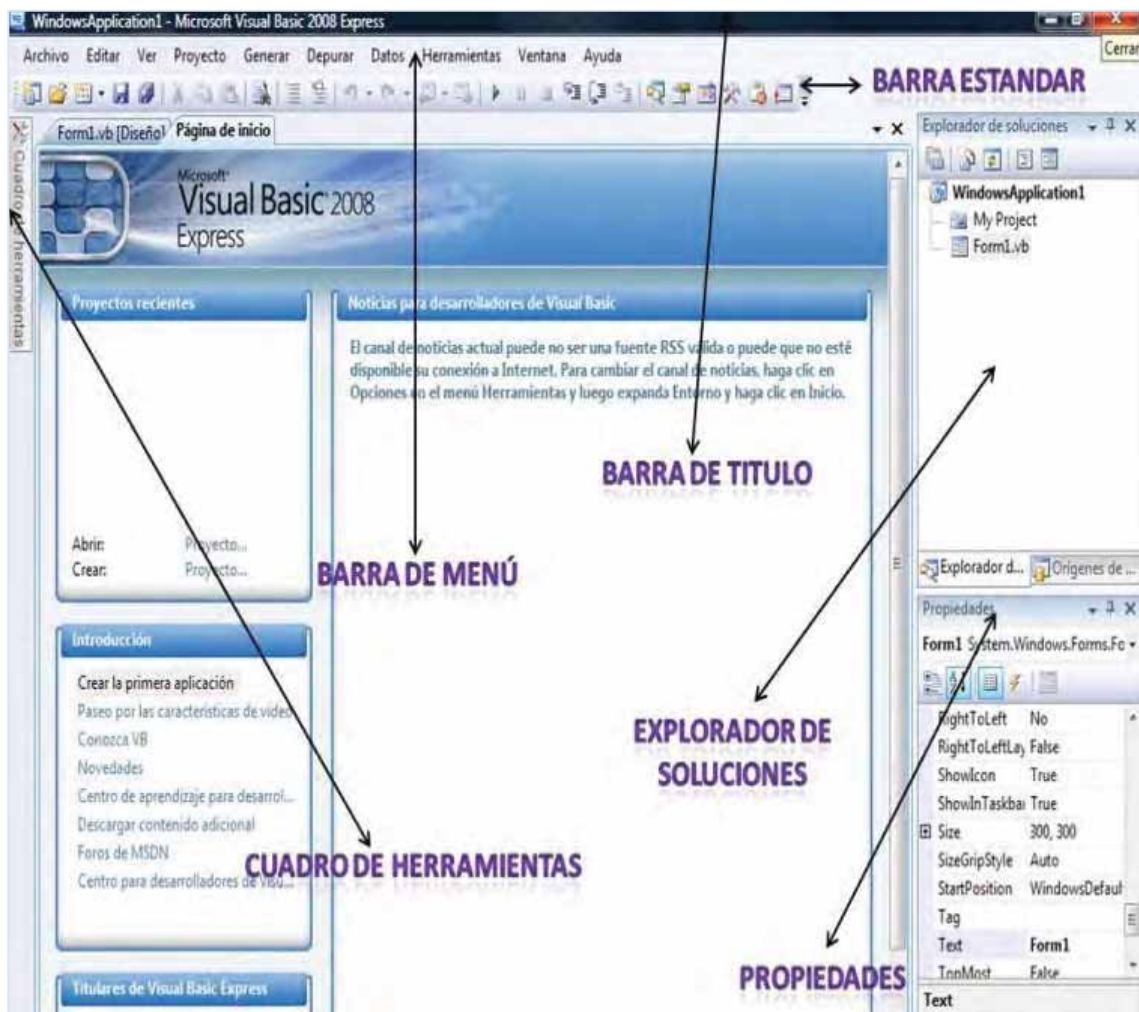 WindowsApplication1 - Microsoft Visual Basic 2008 Express
Cerrar
Archivo Editar Ver Proyecto Generar Depurar Datos Herramientas Ventana Ayuda
BARRA ESTANDAR
Cuadro de herramientas
Form1.vb [Diseño] Página de inicio
Microsoft
Visual Basic 2008
Express
Proyectos recientes
Abrir: Proyecto...
Crear: Proyecto...
Introducción
Crear la primera aplicación
Paseo por las características de vídeo
Conozca VB
Novedades
Centro de aprendizaje para desarrol...
Descargar contenido adicional
Foros de MSDN
Centro para desarrolladores de Visu...
Titulares de Visual Basic Express
Noticias para desarrolladores de Visual Basic
El canal de noticias actual puede no ser una fuente RSS válida o puede que no esté
disponible su conexión a Internet. Para cambiar el canal de noticias, haga clic en
Opciones en el menú Herramientas y luego expanda Entorno y haga clic en Inicio.
BARRA DE TITULO
BARRA DE MENÚ
EXPLORADOR DE
SOLUCIONES
CUADRO DE HERRAMIENTAS
PROPIEDADES
Explorador de soluciones
WindowsApplication1
My Project
Form1.vb
Explorador d... Orígenes de ...
Propiedades
Form1 System.Windows.Forms.Fo
RightToLeft No
RightToLeftLay False
ShowIcon True
ShowInTaskbar True
Size 300, 300
SizeGripStyle Auto
StartPosition WindowsDefault
Tag
Text Form1
TopMost False
Text